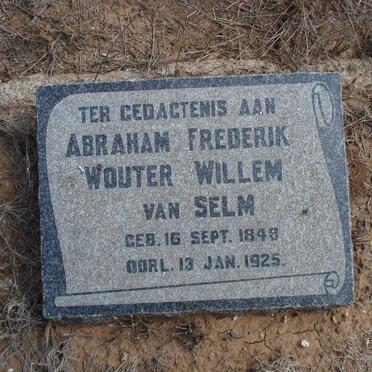 TER GEDACTENIS AAN
ABRAHAM FREDERIK
WOUTER WILLEM
VAN SELM
GEB. 16 SEPT. 1848
OORL. 13 JAN. 1925.